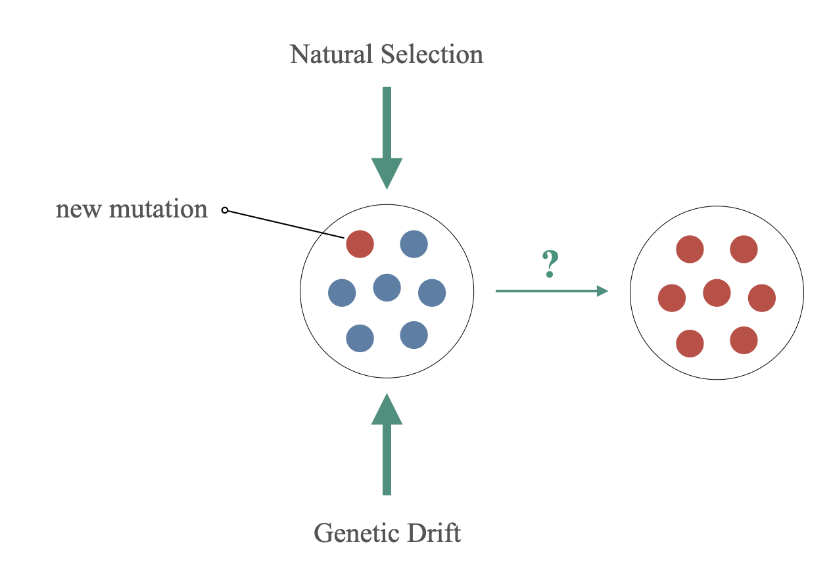 Natural Selection
new mutation
?
Genetic Drift